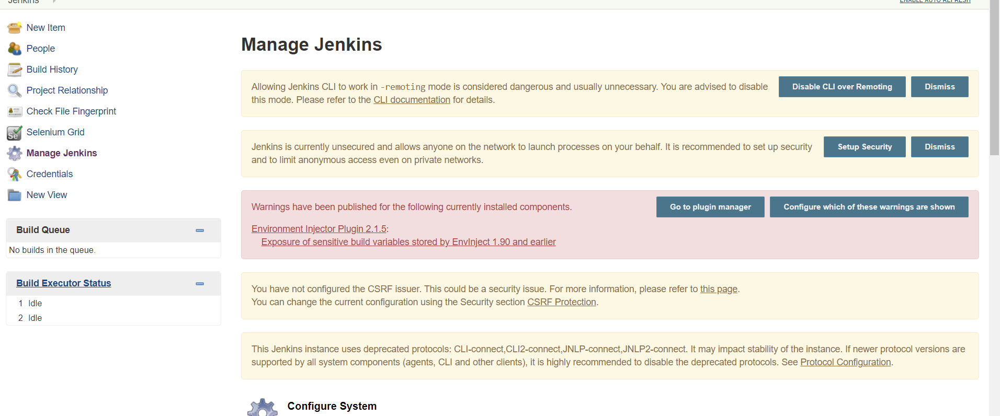 Jenkins
ENABLE AUTO REFRESH
New Item
People
Build History
Project Relationship
Check File Fingerprint
Selenium Grid
Manage Jenkins
Credentials
New View
Build Queue
No builds in the queue.
Build Executor Status
1 Idle
2 Idle
Manage Jenkins
Allowing Jenkins CLI to work in -remoting mode is considered dangerous and usually unnecessary. You are advised to disable
this mode. Please refer to the CLI documentation for details.
Disable CLI over Remoting
Dismiss
Jenkins is currently unsecured and allows anyone on the network to launch processes on your behalf. It is recommended to set up security
and to limit anonymous access even on private networks.
Setup Security
Dismiss
Warnings have been published for the following currently installed components.
Go to plugin manager
Configure which of these warnings are shown
Environment Injector Plugin 2.1.5:
Exposure of sensitive build variables stored by EnvInject 1.90 and earlier
You have not configured the CSRF issuer. This could be a security issue. For more information, please refer to this page.
You can change the current configuration using the Security section CSRF Protection.
This Jenkins instance uses deprecated protocols: CLI-connect,CLI2-connect,JNLP-connect,JNLP2-connect. It may impact stability of the instance. If newer protocol versions are
supported by all system components (agents, CLI and other clients), it is highly recommended to disable the deprecated protocols. See Protocol Configuration.
Configure System